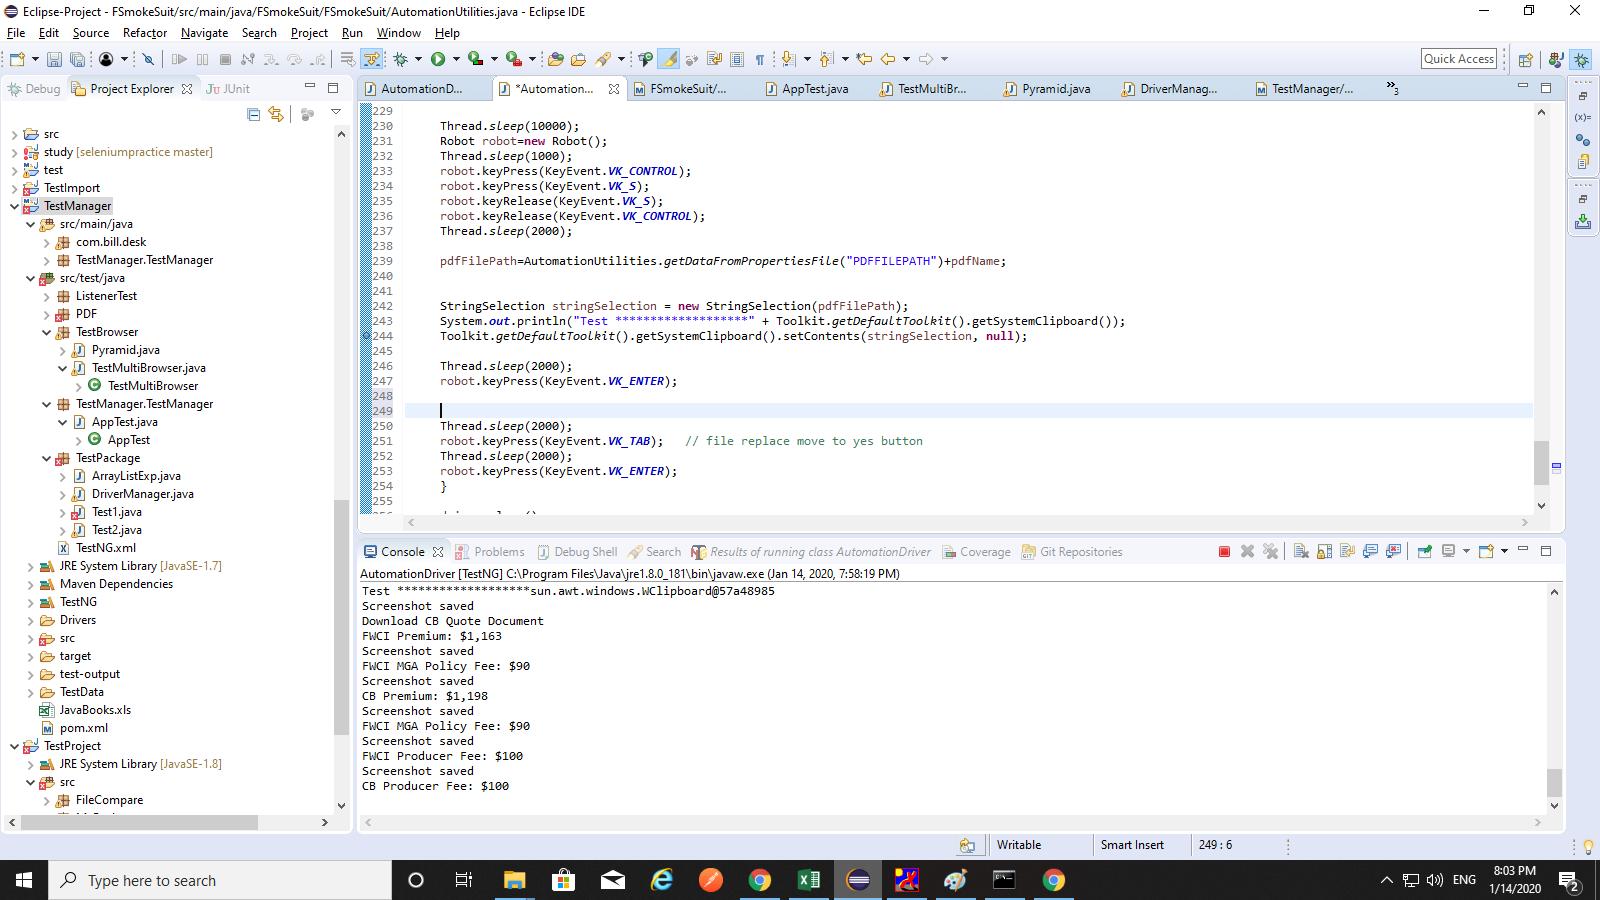 Eclipse-Project - FSmokeSuit/src/main/java/FSmokeSuit/FSmokeSuit/AutomationUtilities.java - Eclipse IDE
File Edit Source Refactor Navigate Search Project Run Window Help
Quick Access
Debug Project Explorer JUnit
AutomationD... *Automation... FSmokeSuit/... AppTest.java TestMultiBr... Pyramid.java DriverManag... TestManager/... »3
src
study [seleniumpractice master]
test
TestImport
TestManager
src/main/java
com.bill.desk
TestManager.TestManager
src/test/java
ListenerTest
PDF
TestBrowser
Pyramid.java
TestMultiBrowser.java
TestMultiBrowser
TestManager.TestManager
AppTest.java
AppTest
TestPackage
ArrayListExp.java
DriverManager.java
Test1.java
Test2.java
TestNG.xml
JRE System Library [JavaSE-1.7]
Maven Dependencies
TestNG
Drivers
src
target
test-output
TestData
JavaBooks.xls
pom.xml
TestProject
JRE System Library [JavaSE-1.8]
src
FileCompare
229
230 Thread.sleep(10000);
231 Robot robot=new Robot();
232 Thread.sleep(1000);
233 robot.keyPress(KeyEvent.VK_CONTROL);
234 robot.keyPress(KeyEvent.VK_S);
235 robot.keyRelease(KeyEvent.VK_S);
236 robot.keyRelease(KeyEvent.VK_CONTROL);
237 Thread.sleep(2000);
238
239 pdfFilePath=AutomationUtilities.getDataFromPropertiesFile("PDFFILEPATH")+pdfName;
240
241
242 StringSelection stringSelection = new StringSelection(pdfFilePath);
243 System.out.println("Test *******************" + Toolkit.getDefaultToolkit().getSystemClipboard());
244 Toolkit.getDefaultToolkit().getSystemClipboard().setContents(stringSelection, null);
245
246 Thread.sleep(2000);
247 robot.keyPress(KeyEvent.VK_ENTER);
248
249
250 Thread.sleep(2000);
251 robot.keyPress(KeyEvent.VK_TAB); // file replace move to yes button
252 Thread.sleep(2000);
253 robot.keyPress(KeyEvent.VK_ENTER);
254 }
255
Console Problems Debug Shell Search Results of running class AutomationDriver Coverage Git Repositories
AutomationDriver [TestNG] C:\Program Files\Java\jre1.8.0_181\bin\javaw.exe (Jan 14, 2020, 7:58:19 PM)
Test *******************sun.awt.windows.WClipboard@57a48985
Screenshot saved
Download CB Quote Document
FWCI Premium: $1,163
Screenshot saved
FWCI MGA Policy Fee: $90
Screenshot saved
CB Premium: $1,198
Screenshot saved
FWCI MGA Policy Fee: $90
Screenshot saved
FWCI Producer Fee: $100
Screenshot saved
CB Producer Fee: $100
Writable Smart Insert 249 : 6
Type here to search
ENG
8:03 PM
1/14/2020
2